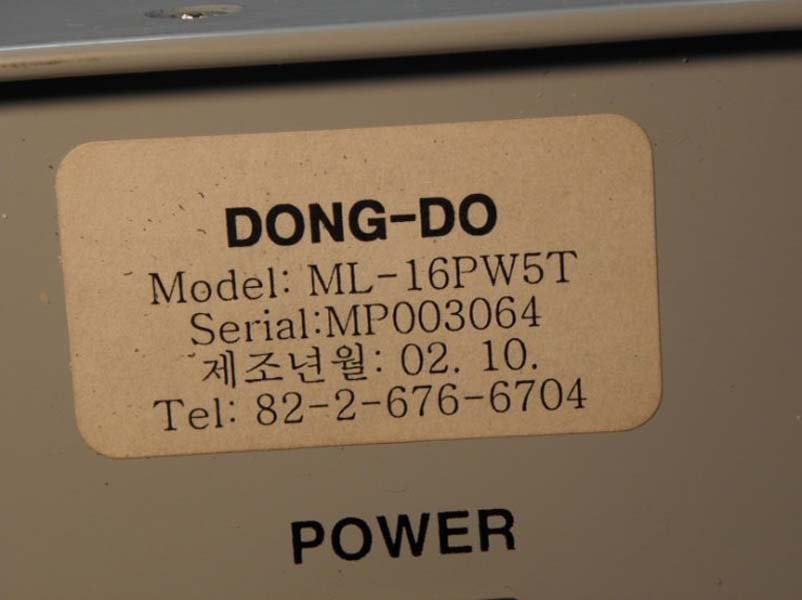 DONG-DO
Model: ML-16PW5T
Serial:MP003064
제조년월: 02. 10.
Tel: 82-2-676-6704
POWER